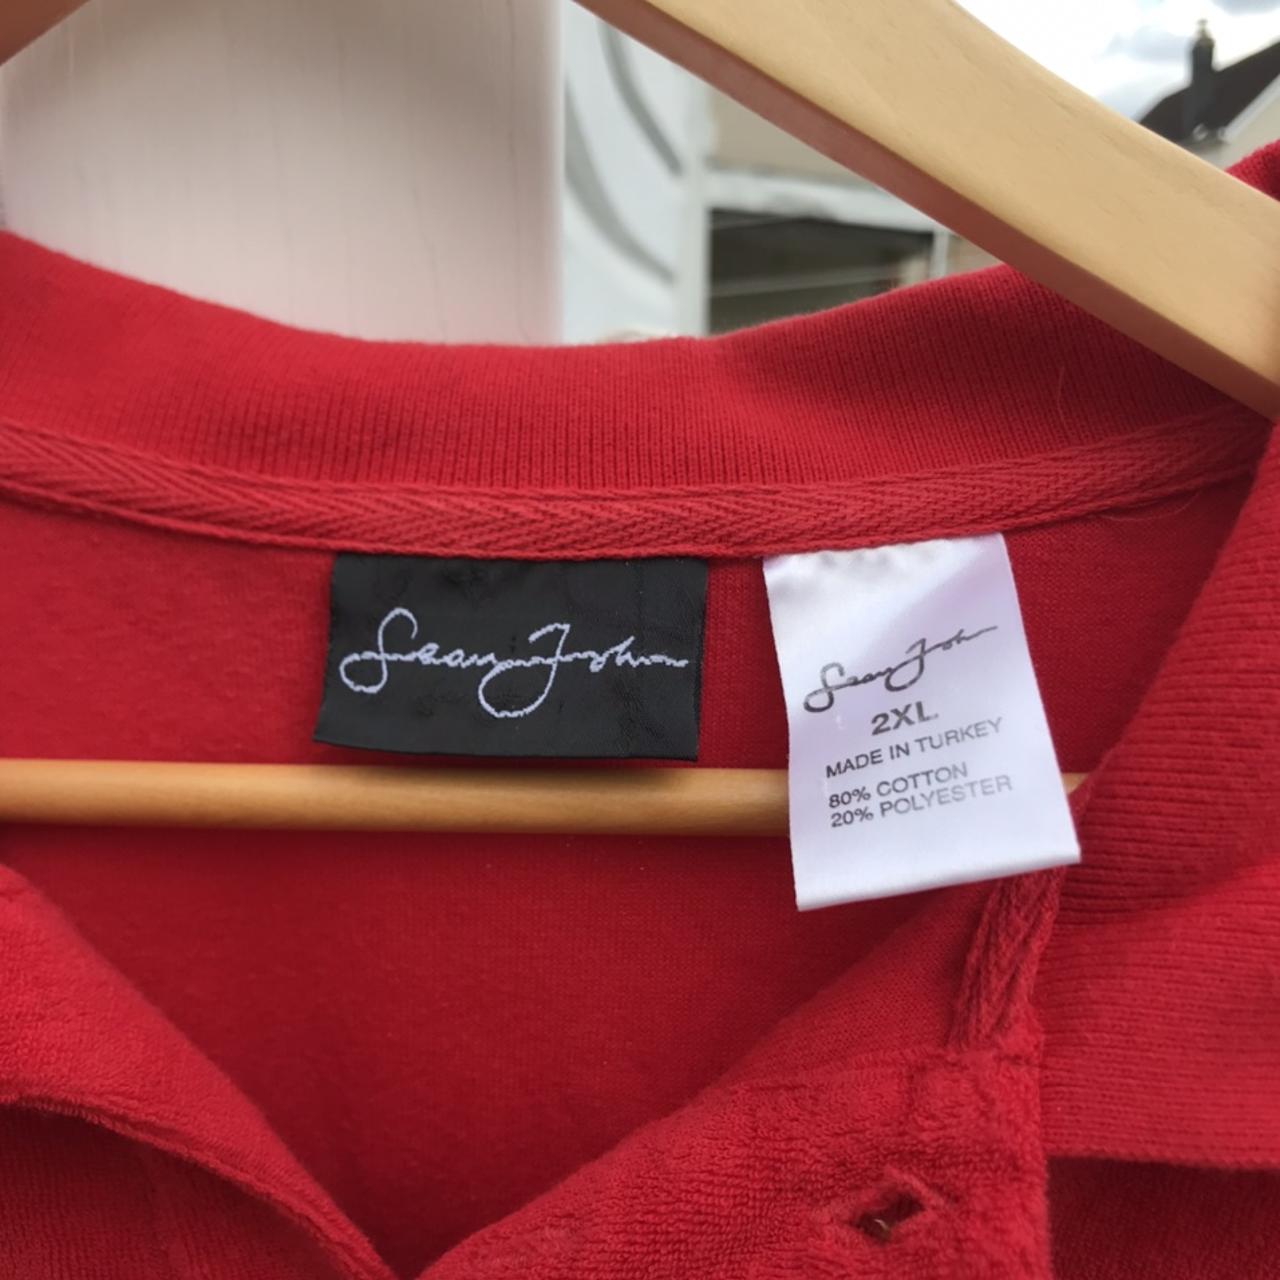 Sean John
Sean John
2XL
MADE IN TURKEY
80% COTTON
20% POLYESTER